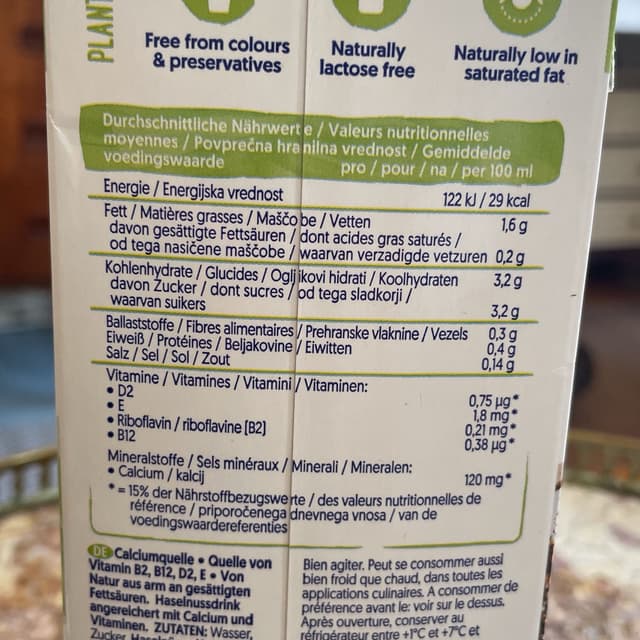 PLANT
Free from colours
& preservatives
Naturally
lactose free
Naturally low in
saturated fat
Durchschnittliche Nährwerte / Valeurs nutritionnelles
moyennes / Povprečna hranilna vrednost / Gemiddelde
voedingswaarde pro / pour / na / per 100 ml
Energie / Energijska vrednost 122 kJ / 29 kcal
Fett / Matières grasses / Maščobe / Vetten 1,6 g
davon gesättigte Fettsäuren / dont acides gras saturés /
od tega nasičene maščobe / waarvan verzadigde vetzuren 0,2 g
Kohlenhydrate / Glucides / Ogljikovi hidrati / Koolhydraten 3,2 g
davon Zucker / dont sucres / od tega sladkorji /
waarvan suikers 3,2 g
Ballaststoffe / Fibres alimentaires / Prehranske vlaknine / Vezels 0,3 g
Eiweiß / Protéines / Beljakovine / Eiwitten 0,4 g
Salz / Sel / Sol / Zout 0,14 g
Vitamine / Vitamines / Vitamini / Vitaminen:
• D2 0,75 µg*
• E 1,8 mg*
• Riboflavin / riboflavine (B2) 0,21 mg*
• B12 0,38 µg*
Mineralstoffe / Sels minéraux / Minerali / Mineralen:
• Calcium / kalcij 120 mg*
* = 15% der Nährstoffbezugswerte / des valeurs nutritionnelles de
référence / priporočenega dnevnega vnosa / van de
voedingswaardereferenties
DE Calciumquelle • Quelle von
Vitamin B2, B12, D2, E • Von
Natur aus arm an gesättigten
Fettsäuren. Haselnussdrink
angereichert mit Calcium und
Vitaminen. ZUTATEN: Wasser,
Zucker,
Bien agiter. Peut se consommer aussi
bien froid que chaud, dans toutes les
applications culinaires. A consommer de
préférence avant le: voir sur le dessus.
Après ouverture, conserver au
réfrigérateur entre +1°C et +7°C et